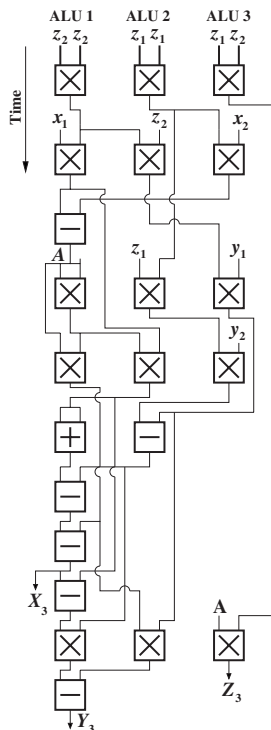 ALU 1 ALU 2 ALU 3
z₂ z₂ z₁ z₁ z₁ z₂
Time
x₁ z₂ x₂
A z₁ y₁
y₂
X₃ A
Z₃
Y₃